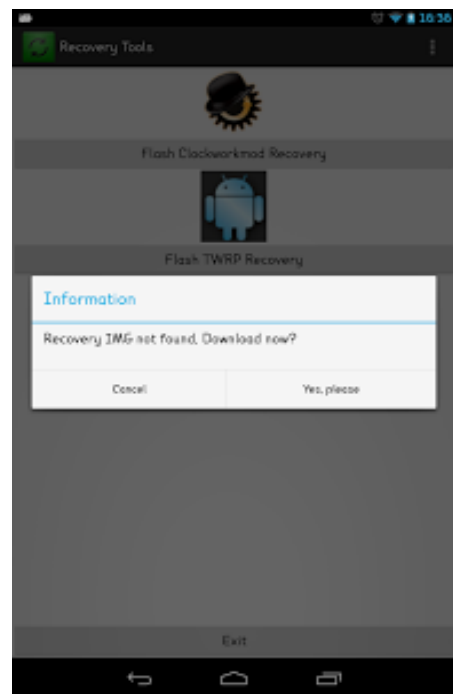 16:36
Recovery Tools
Flash Clockworkmod Recovery
Flash TWRP Recovery
Information
Recovery IMG not found, Download now?
Cancel
Yes, please
Exit